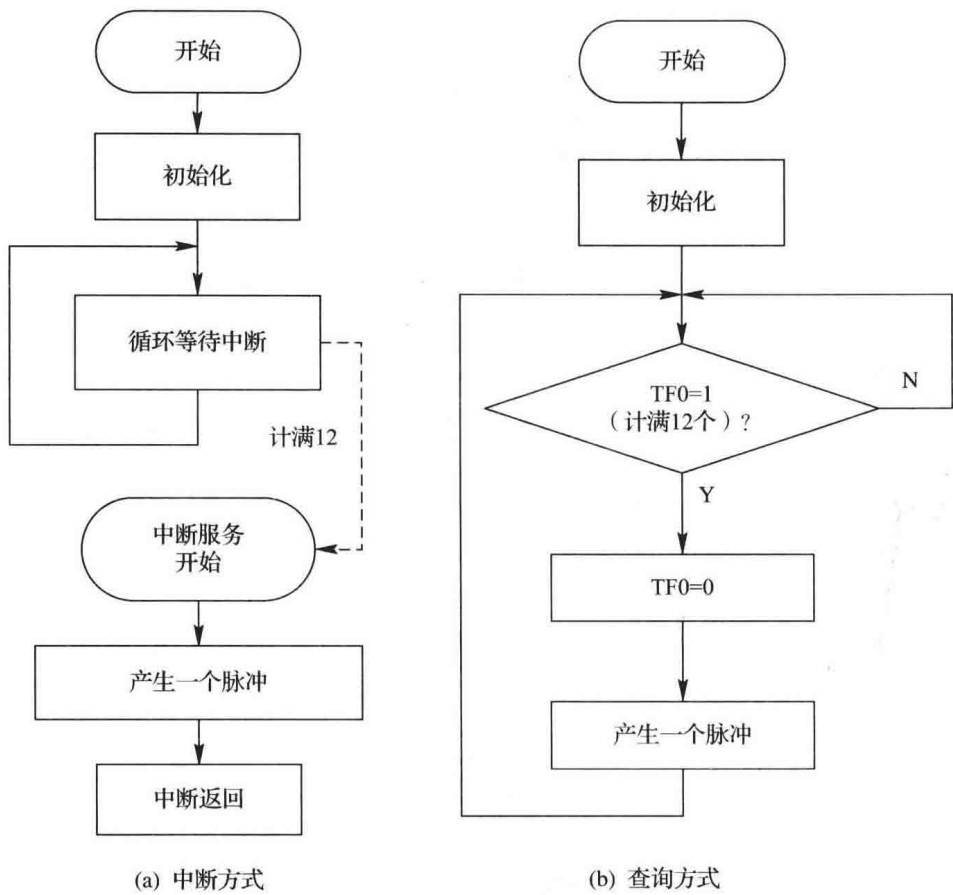 开始
初始化
循环等待中断
计满12
中断服务
开始
产生一个脉冲
中断返回
(a) 中断方式
开始
初始化
TF0=1
（计满12个）?
N
Y
TF0=0
产生一个脉冲
(b) 查询方式